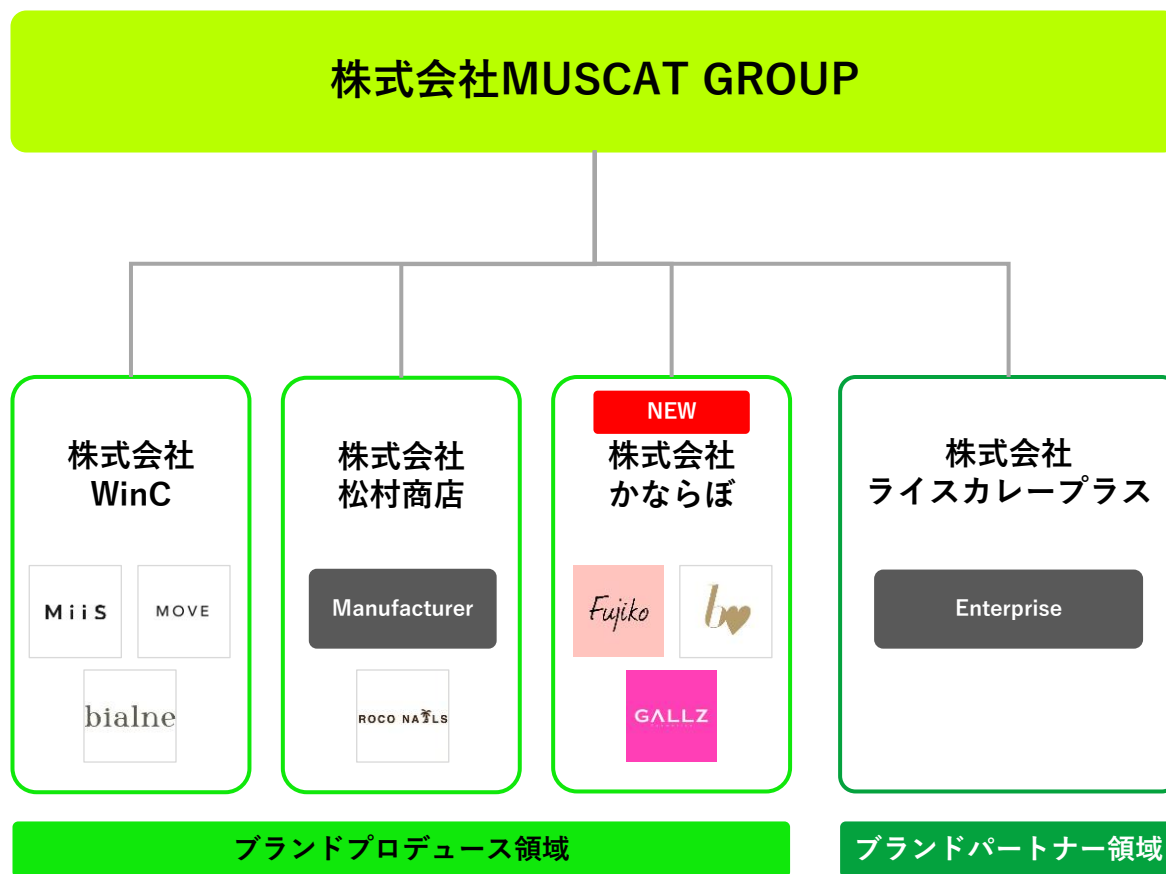 株式会社MUSCAT GROUP
株式会社
WinC
MiiS
MOVE
bialne
株式会社
松村商店
Manufacturer
ROCO NAILS
NEW
株式会社
かならぼ
Fujiko
b
GALLZ
株式会社
ライスカレープラス
Enterprise
ブランドプロデュース領域
ブランドパートナー領域